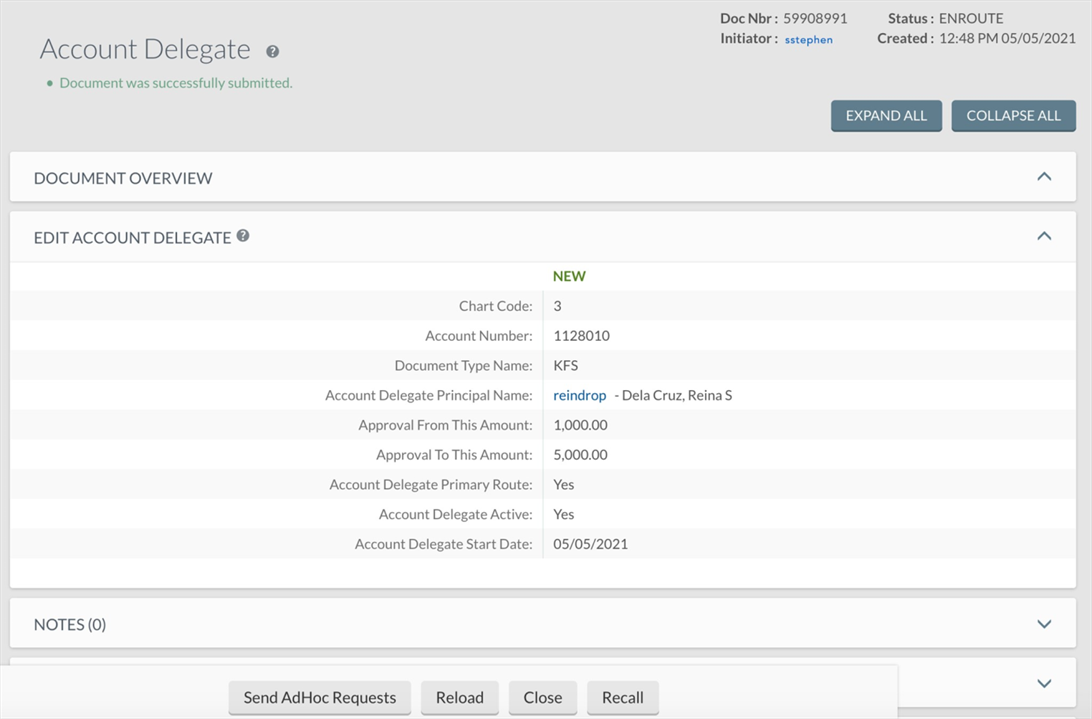 Doc Nbr : 59908991 Status : ENROUTE
Initiator : sstephen Created : 12:48 PM 05/05/2021
Account Delegate ?
• Document was successfully submitted.
EXPAND ALL COLLAPSE ALL
DOCUMENT OVERVIEW
EDIT ACCOUNT DELEGATE ?
NEW
Chart Code: 3
Account Number: 1128010
Document Type Name: KFS
Account Delegate Principal Name: reindrop - Dela Cruz, Reina S
Approval From This Amount: 1,000.00
Approval To This Amount: 5,000.00
Account Delegate Primary Route: Yes
Account Delegate Active: Yes
Account Delegate Start Date: 05/05/2021
NOTES (0)
Send AdHoc Requests Reload Close Recall